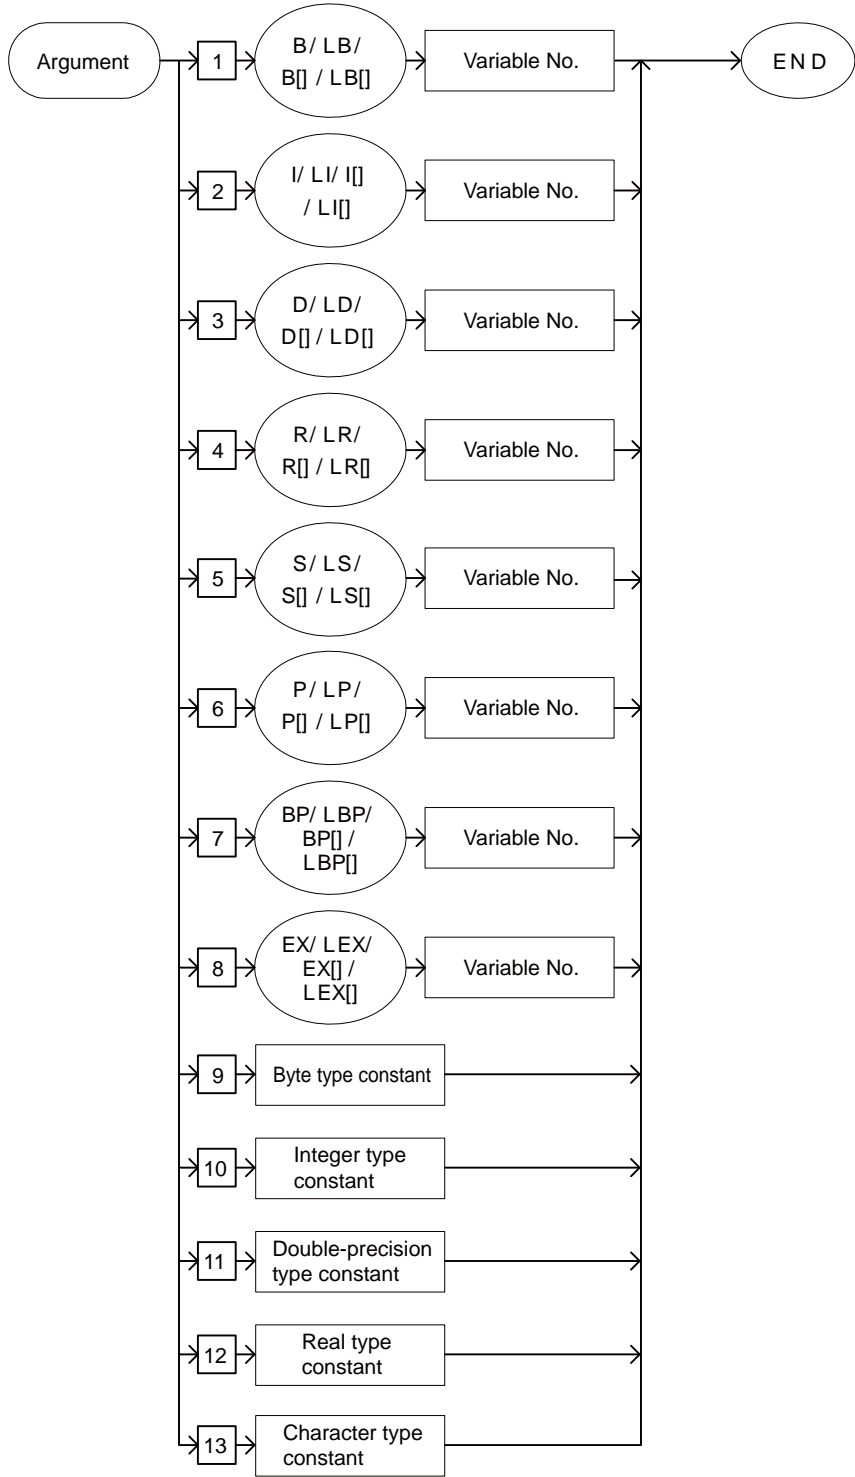 Argument
1
B/ LB/
B[] / LB[]
Variable No.
END
2
I/ LI/ I[]
/ LI[]
Variable No.
3
D/ LD/
D[] / LD[]
Variable No.
4
R/ LR/
R[] / LR[]
Variable No.
5
S/ LS/
S[] / LS[]
Variable No.
6
P/ LP/
P[] / LP[]
Variable No.
7
BP/ LBP/
BP[] /
LBP[]
Variable No.
8
EX/ LEX/
EX[] /
LEX[]
Variable No.
9
Byte type constant
10
Integer type
constant
11
Double-precision
type constant
12
Real type
constant
13
Character type
constant